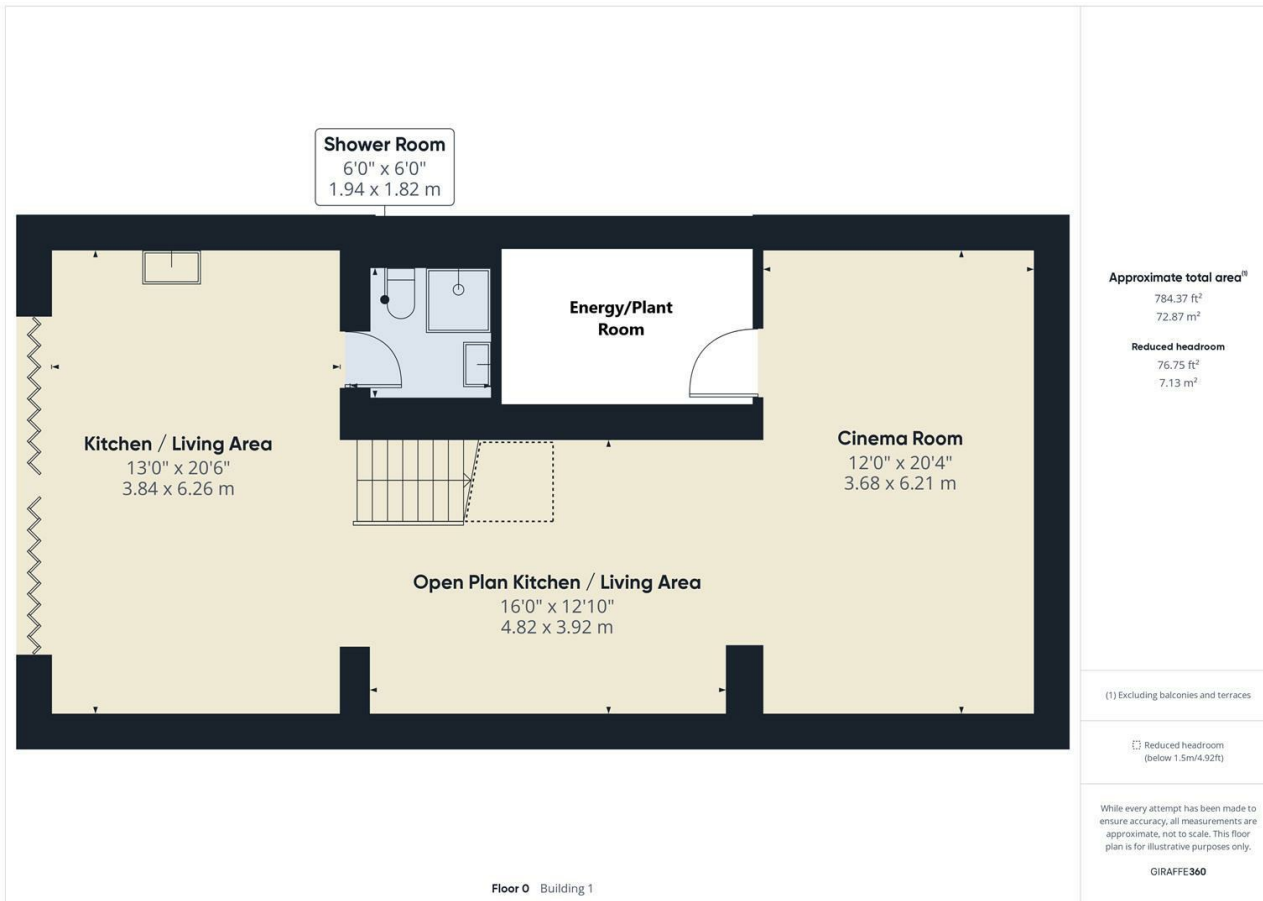 Shower Room
6'0" x 6'0"
1.94 x 1.82 m
Energy/Plant
Room
Kitchen / Living Area
13'0" x 20'6"
3.84 x 6.26 m
Cinema Room
12'0" x 20'4"
3.68 x 6.21 m
Open Plan Kitchen / Living Area
16'0" x 12'10"
4.82 x 3.92 m
Floor 0 Building 1
Approximate total area(1)
784.37 ft²
72.87 m²
Reduced headroom
76.75 ft²
7.13 m²
(1) Excluding balconies and terraces
Reduced headroom
(below 1.5m/4.92ft)
While every attempt has been made to
ensure accuracy, all measurements are
approximate, not to scale. This floor
plan is for illustrative purposes only.
GIRAFFE360